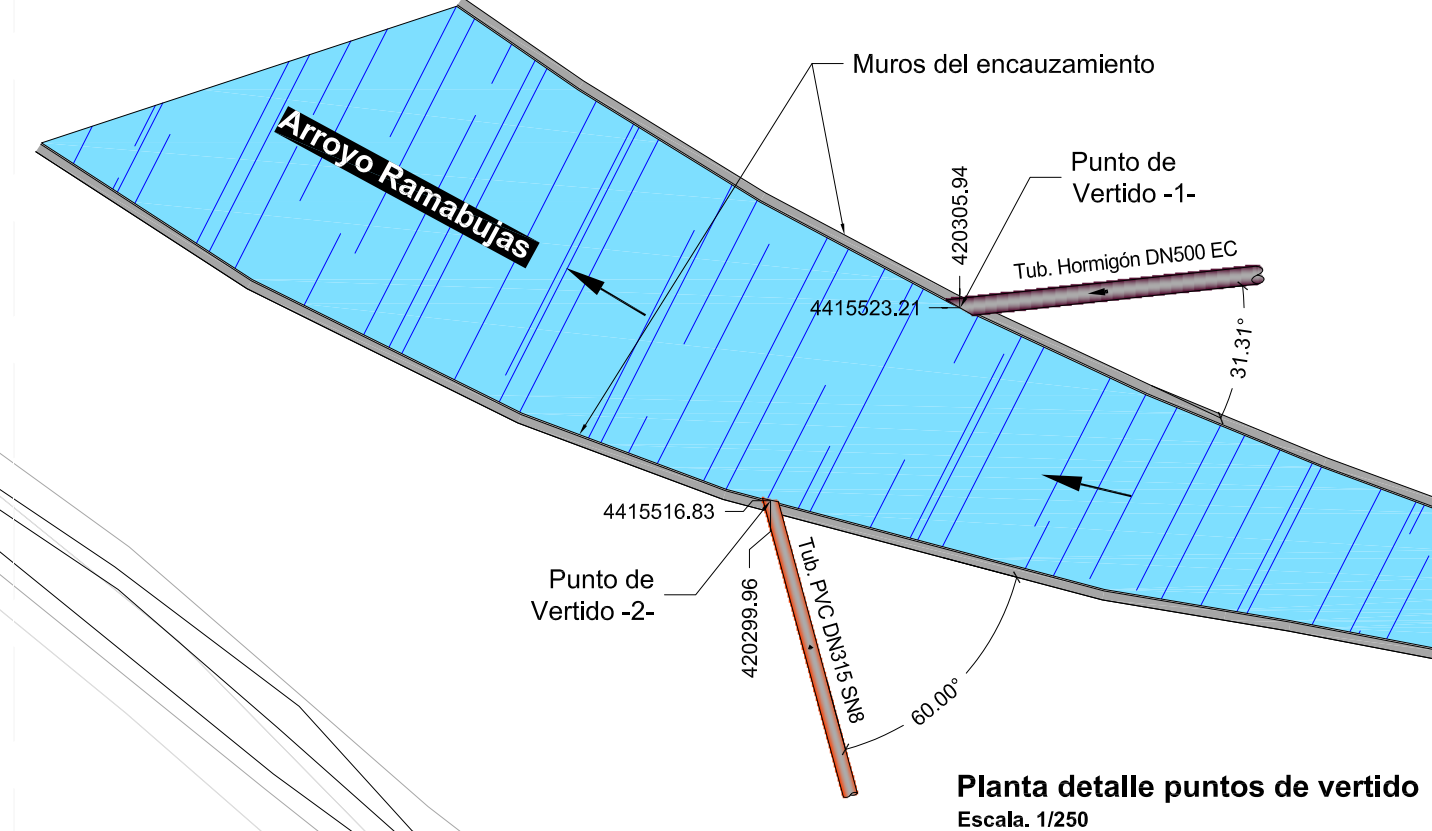 Muros del encauzamiento
Arroyo Ramabujas
Punto de
Vertido -1-
420305.94
Tub. Hormigón DN500 EC
4415523.21
31.31°
4415516.83
Punto de
Vertido -2-
420299.96
Tub. PVC DN315 SN8
60.00°
Planta detalle puntos de vertido
Escala. 1/250